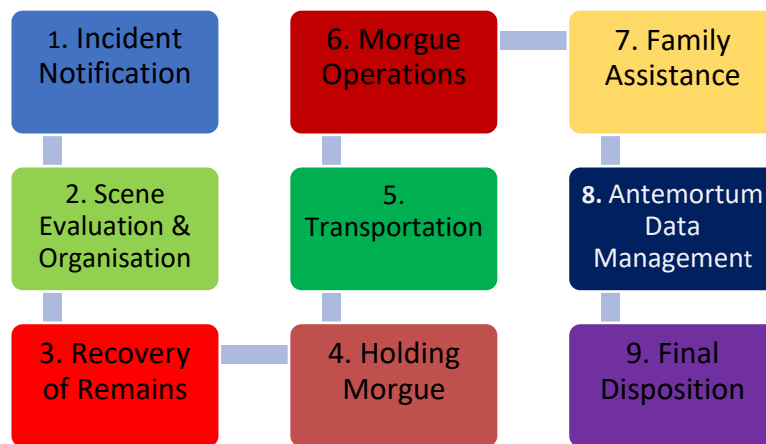 1. Incident
Notification
2. Scene
Evaluation &
Organisation
3. Recovery
of Remains
4. Holding
Morgue
5.
Transportation
6. Morgue
Operations
7. Family
Assistance
8. Antemortum
Data
Management
9. Final
Disposition